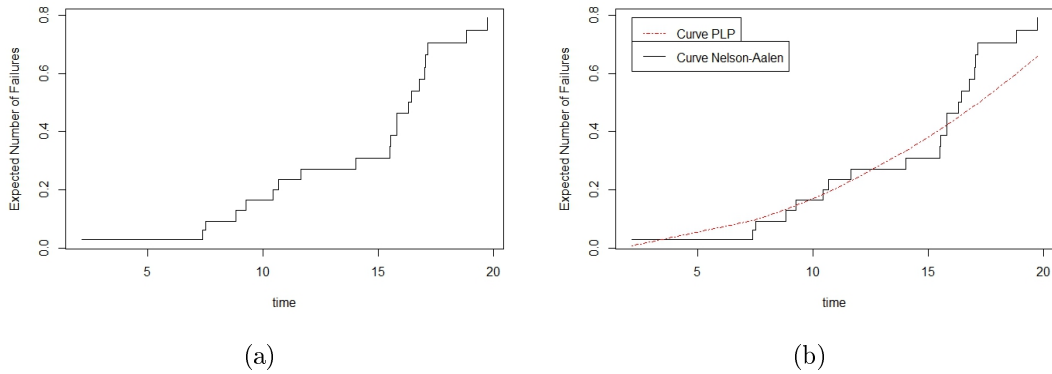 Expected Number of Failures
0.0
0.2
0.4
0.6
0.8
5
10
15
20
time
(a)
Expected Number of Failures
0.0
0.2
0.4
0.6
0.8
Curve PLP
Curve Nelson-Aalen
5
10
15
20
time
(b)